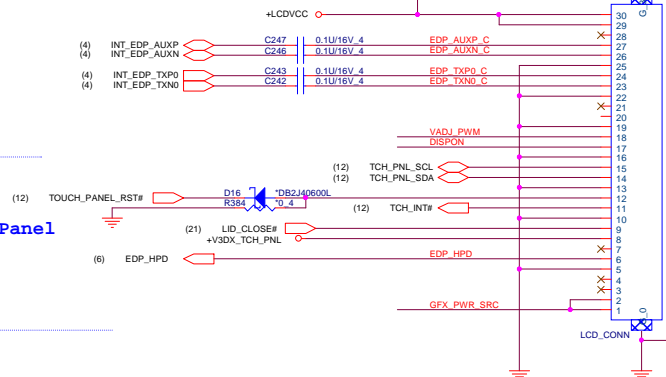 +LCDVCC
(4) INT_EDP_AUXP C247 0.1U/16V_4 EDP_AUXP_C
(4) INT_EDP_AUXN C246 0.1U/16V_4 EDP_AUXN_C
(4) INT_EDP_TXP0 C243 0.1U/16V_4 EDP_TXP0_C
(4) INT_EDP_TXN0 C242 0.1U/16V_4 EDP_TXN0_C
VADJ_PWM
DISPON
(12) TCH_PNL_SCL
(12) TCH_PNL_SDA
(12) TOUCH_PANEL_RST# D16 *DB2J40600L
R384 *0_4
(12) TCH_INT#
Panel
(21) LID_CLOSE#
+V3DX_TCH_PNL
(6) EDP_HPD EDP_HPD
GFX_PWR_SRC
30
29
28
27
26
25
24
23
22
21
20
19
18
17
16
15
14
13
12
11
10
9
8
7
6
5
4
3
2
1
LCD_CONN